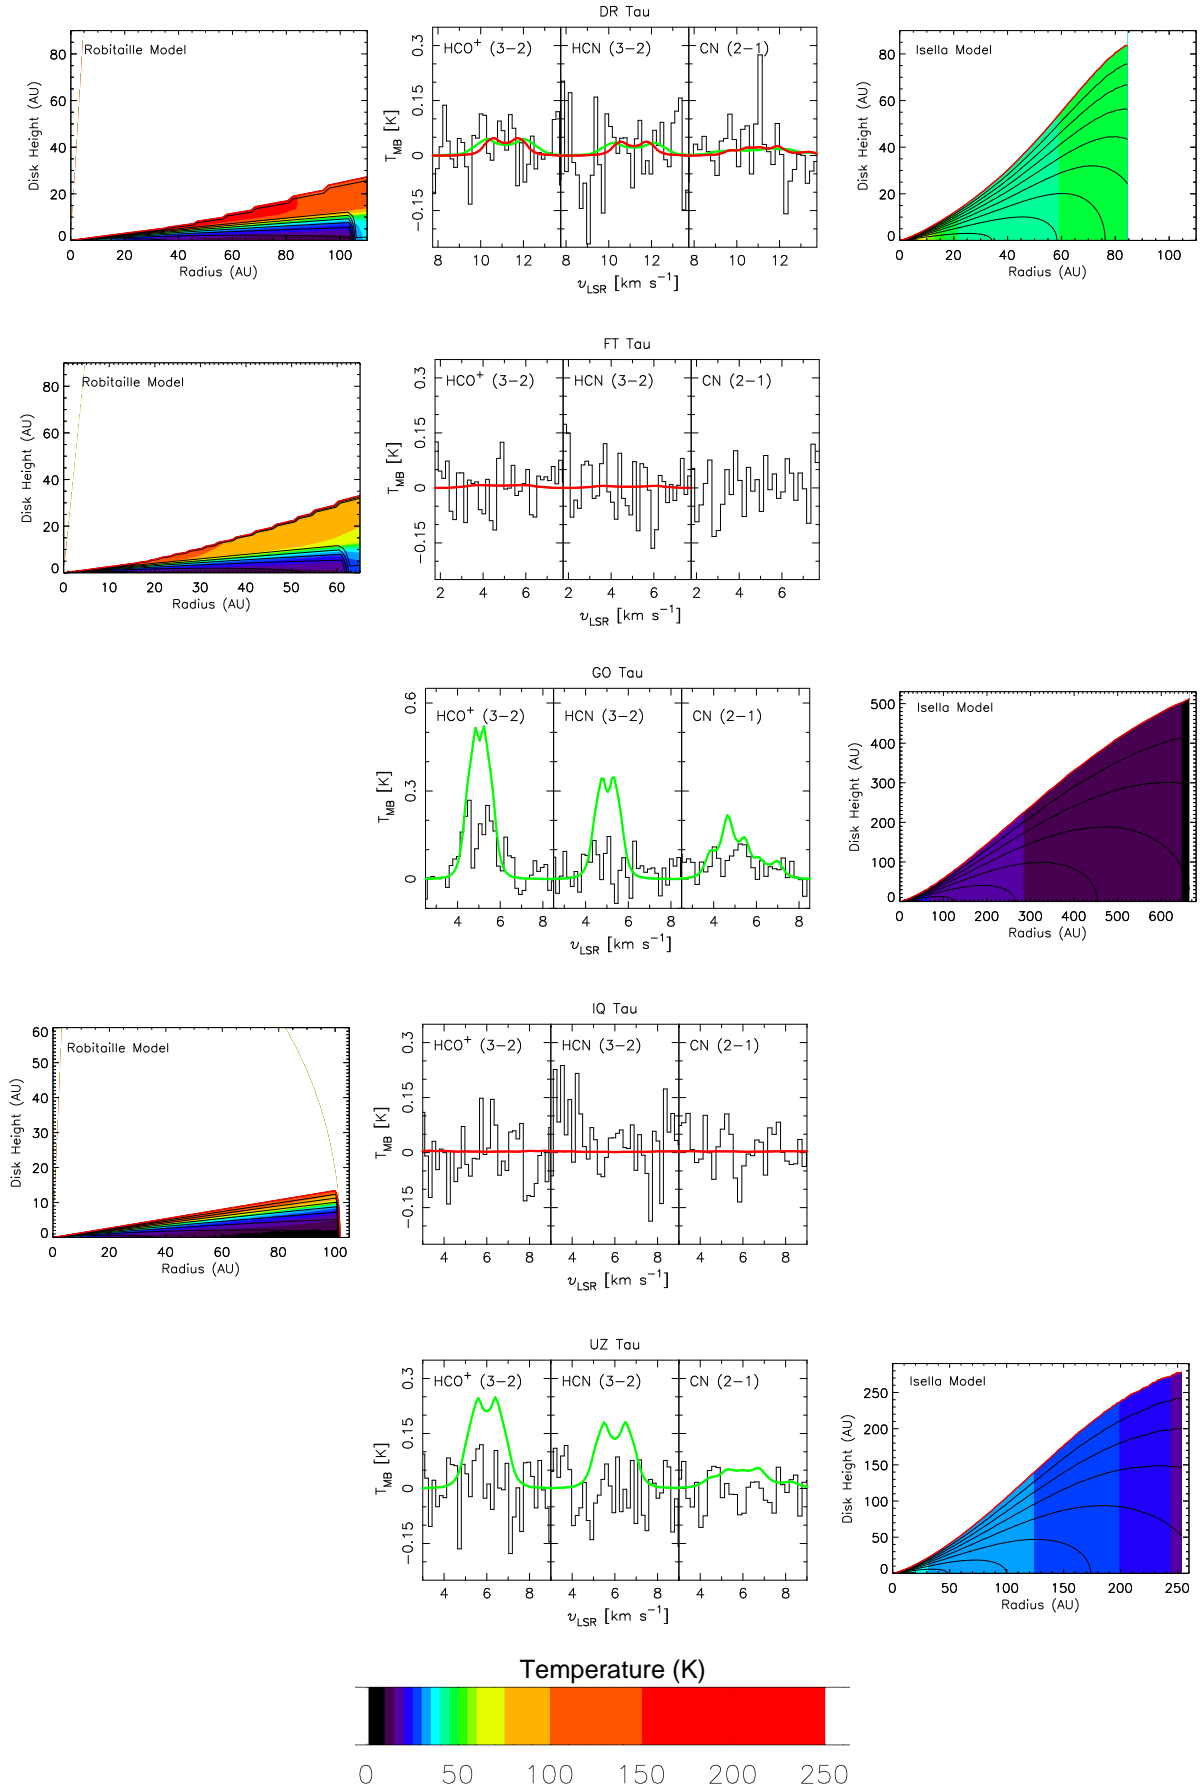 DR Tau
Robitaille Model
Disk Height (AU)
80
60
40
20
0
0 20 40 60 80 100
Radius (AU)
HCO+ (3−2) HCN (3−2) CN (2−1)
T_MB [K]
0.3
0.15
0
−0.15
8 10 12 8 10 12 8 10 12
υ_LSR [km s−1]
Isella Model
Disk Height (AU)
80
60
40
20
0
0 20 40 60 80 100
Radius (AU)
FT Tau
Robitaille Model
Disk Height (AU)
80
60
40
20
0
0 10 20 30 40 50 60
Radius (AU)
HCO+ (3−2) HCN (3−2) CN (2−1)
T_MB [K]
0.3
0.15
0
−0.15
2 4 6 2 4 6 2 4 6
υ_LSR [km s−1]
GO Tau
HCO+ (3−2) HCN (3−2) CN (2−1)
T_MB [K]
0.6
0.3
0
4 6 8 4 6 8 4 6 8
υ_LSR [km s−1]
Isella Model
Disk Height (AU)
500
400
300
200
100
0
0 100 200 300 400 500 600
Radius (AU)
IQ Tau
Robitaille Model
Disk Height (AU)
60
50
40
30
20
10
0
0 20 40 60 80 100
Radius (AU)
HCO+ (3−2) HCN (3−2) CN (2−1)
T_MB [K]
0.3
0.15
0
−0.15
4 6 8 4 6 8 4 6 8
υ_LSR [km s−1]
UZ Tau
HCO+ (3−2) HCN (3−2) CN (2−1)
T_MB [K]
0.3
0.15
0
−0.15
4 6 8 4 6 8 4 6 8
υ_LSR [km s−1]
Isella Model
Disk Height (AU)
250
200
150
100
50
0
0 50 100 150 200 250
Radius (AU)
Temperature (K)
0 50 100 150 200 250